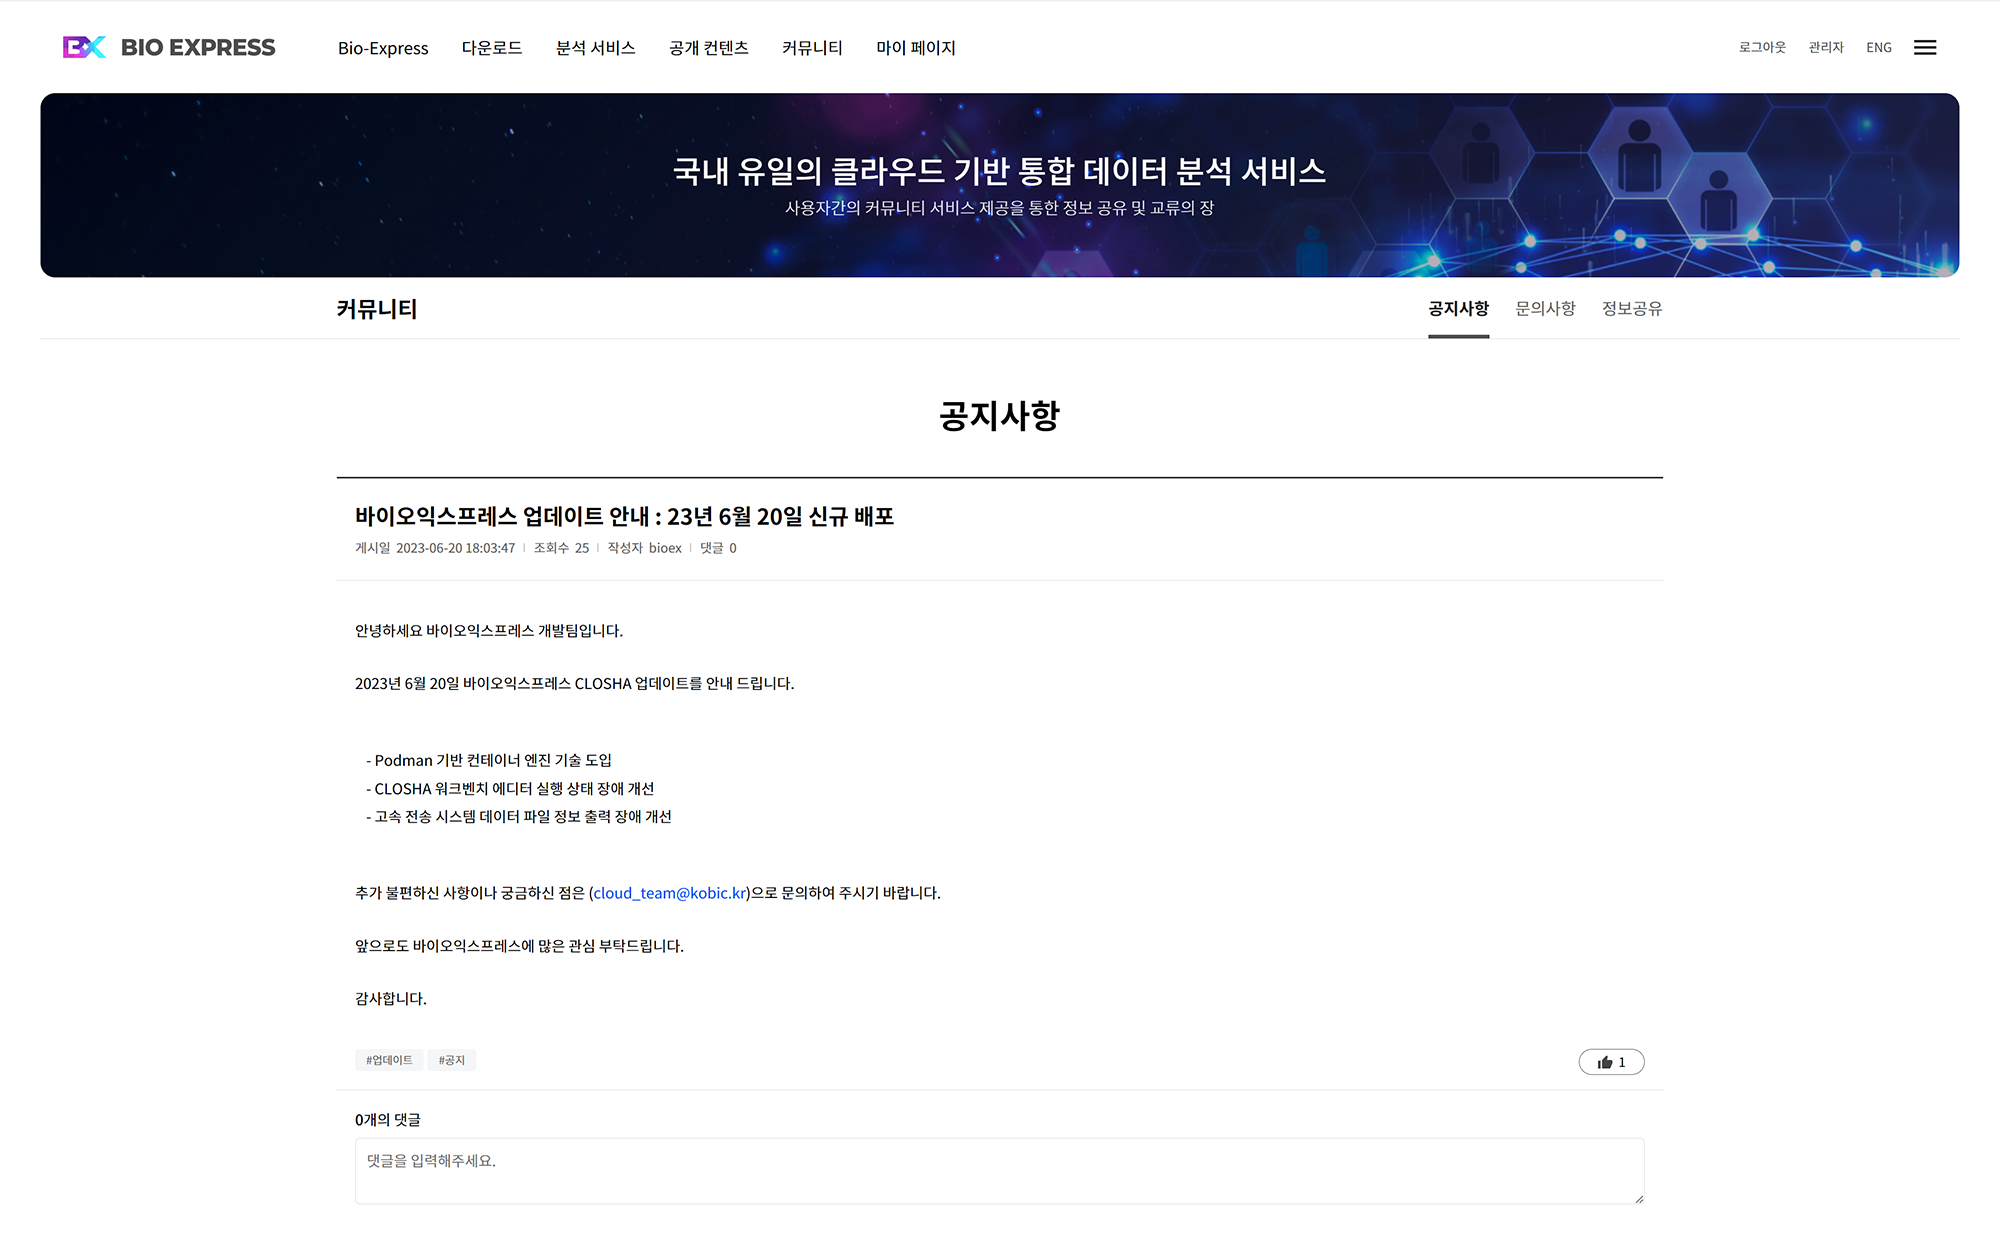 BX BIO EXPRESS
Bio-Express 다운로드 분석 서비스 공개 컨텐츠 커뮤니티 마이 페이지
로그아웃 관리자 ENG
국내 유일의 클라우드 기반 통합 데이터 분석 서비스
사용자간의 커뮤니티 서비스 제공을 통한 정보 공유 및 교류의 장
커뮤니티
공지사항 문의사항 정보공유
공지사항
바이오익스프레스 업데이트 안내 : 23년 6월 20일 신규 배포
게시일 2023-06-20 18:03:47 | 조회수 25 | 작성자 bioex | 댓글 0
안녕하세요 바이오익스프레스 개발팀입니다.
2023년 6월 20일 바이오익스프레스 CLOSHA 업데이트를 안내 드립니다.
- Podman 기반 컨테이너 엔진 기술 도입
- CLOSHA 워크벤치 에디터 실행 상태 장애 개선
- 고속 전송 시스템 데이터 파일 정보 출력 장애 개선
추가 불편하신 사항이나 궁금하신 점은 (cloud_team@kobic.kr)으로 문의하여 주시기 바랍니다.
앞으로도 바이오익스프레스에 많은 관심 부탁드립니다.
감사합니다.
#업데이트 #공지
1
0개의 댓글
댓글을 입력해주세요.